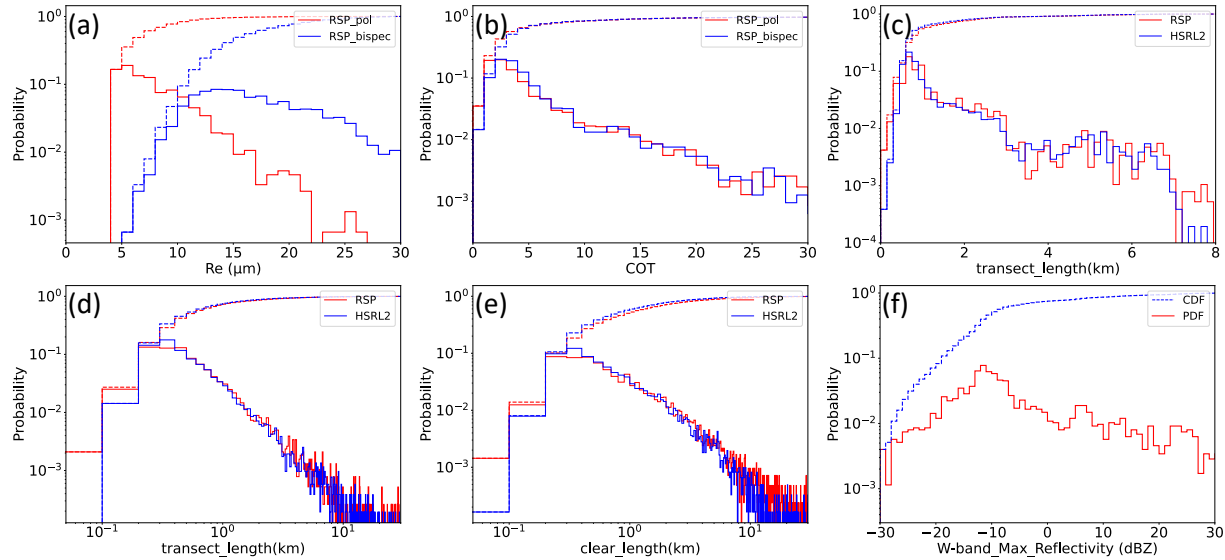 (a)
RSP_pol
RSP_bispec
10⁰
10⁻¹
10⁻²
10⁻³
Probability
0 5 10 15 20 25 30
Re (μm)
(b)
RSP_pol
RSP_bispec
10⁰
10⁻¹
10⁻²
10⁻³
Probability
0 5 10 15 20 25 30
COT
(c)
RSP
HSRL2
10⁰
10⁻¹
10⁻²
10⁻³
10⁻⁴
Probability
2 4 6 8
transect_length(km)
(d)
RSP
HSRL2
10⁰
10⁻¹
10⁻²
10⁻³
Probability
10⁻¹ 10⁰ 10¹
transect_length(km)
(e)
RSP
HSRL2
10⁰
10⁻¹
10⁻²
10⁻³
Probability
10⁻¹ 10⁰ 10¹
clear_length(km)
(f)
CDF
PDF
10⁰
10⁻¹
10⁻²
10⁻³
Probability
−30 −20 −10 0 10 20 30
W-band_Max_Reflectivity (dBZ)